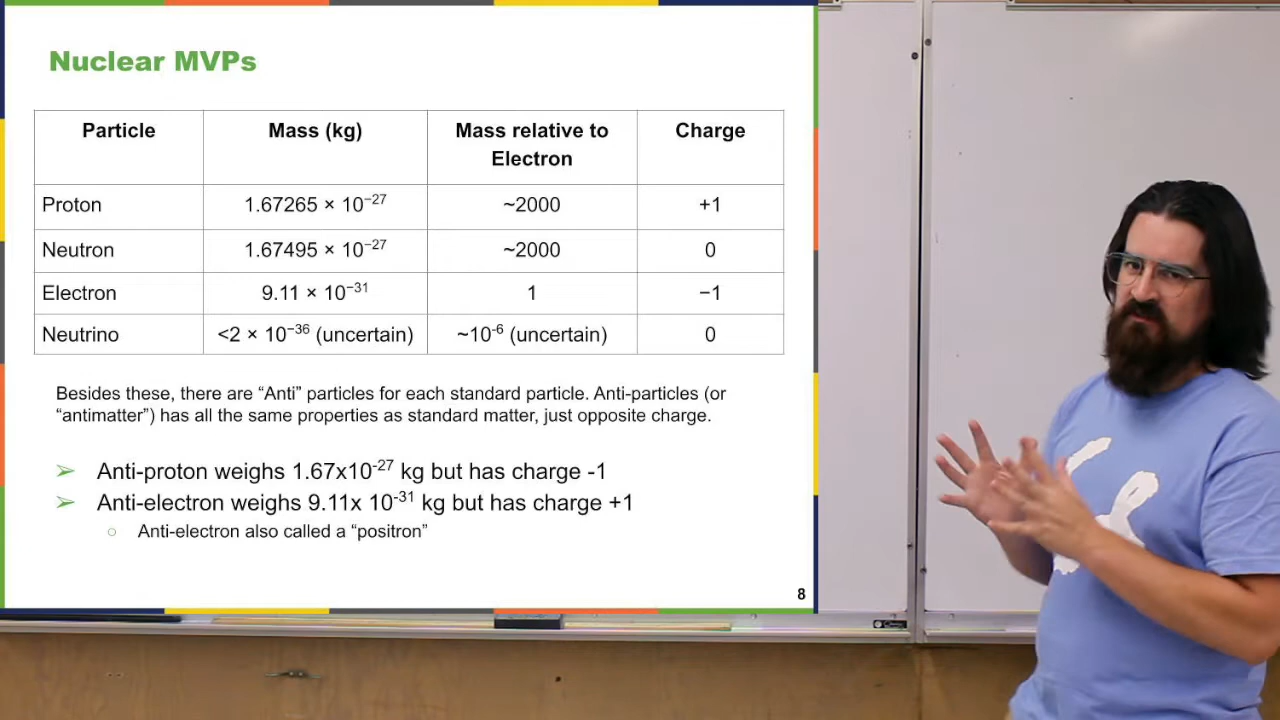 Nuclear MVPs
Particle Mass (kg) Mass relative to Electron Charge
Proton 1.67265 × 10⁻²⁷ ~2000 +1
Neutron 1.67495 × 10⁻²⁷ ~2000 0
Electron 9.11 × 10⁻³¹ 1 −1
Neutrino <2 × 10⁻³⁶ (uncertain) ~10⁻⁶ (uncertain) 0
Besides these, there are “Anti” particles for each standard particle. Anti-particles (or
“antimatter”) has all the same properties as standard matter, just opposite charge.
➢ Anti-proton weighs 1.67x10⁻²⁷ kg but has charge -1
➢ Anti-electron weighs 9.11x 10⁻³¹ kg but has charge +1
○ Anti-electron also called a “positron”
8